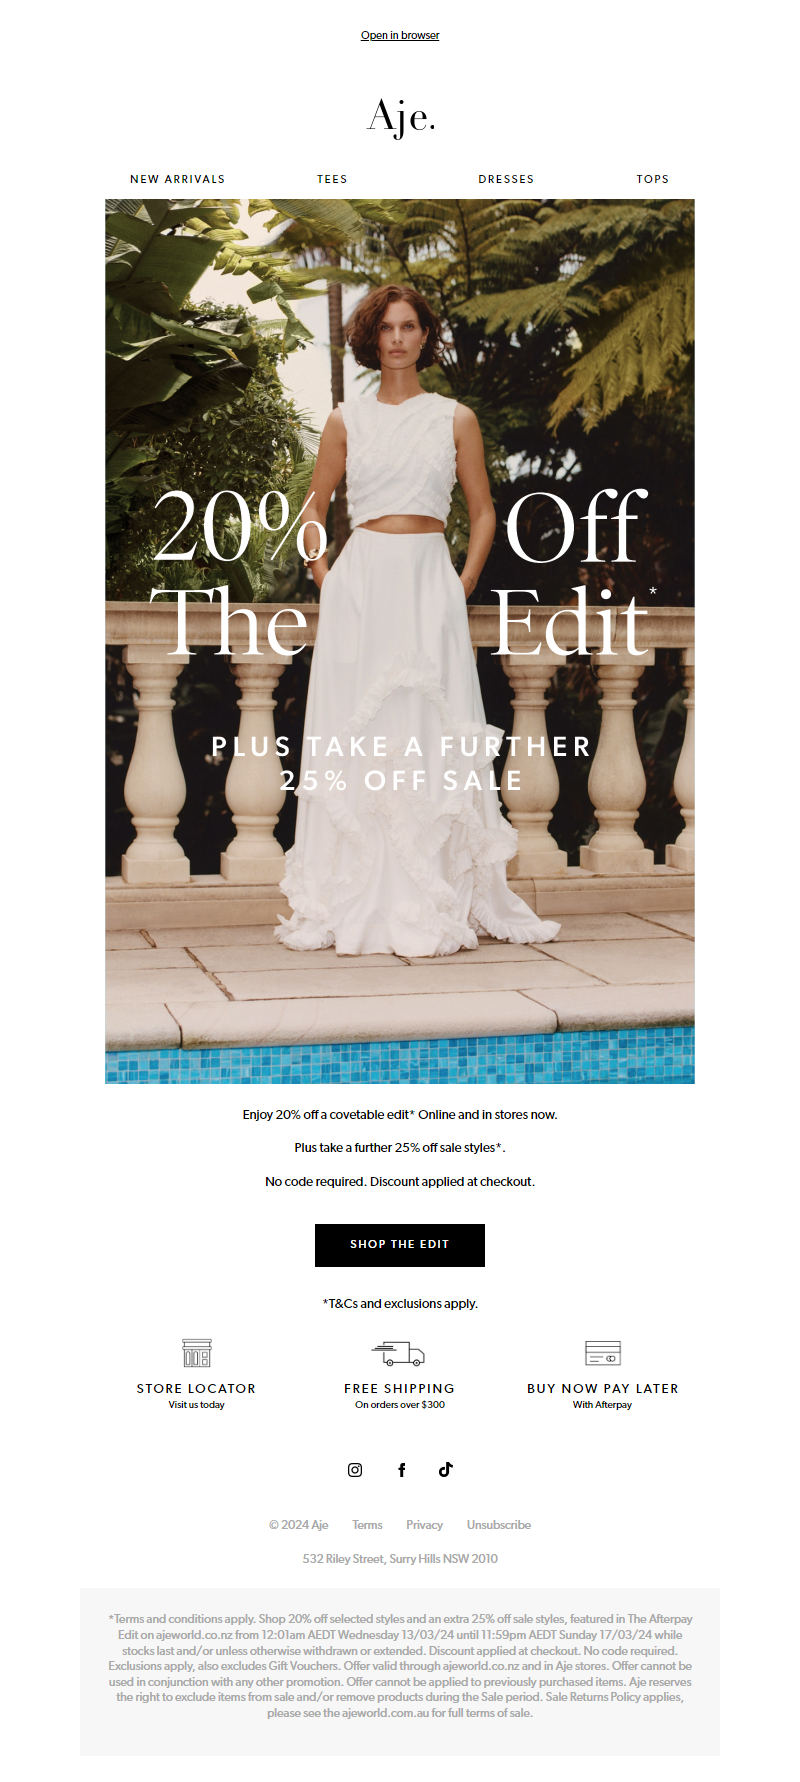 Open in browser
Aje.
NEW ARRIVALS TEES DRESSES TOPS
20% Off
The Edit*
PLUS TAKE A FURTHER
25% OFF SALE
Enjoy 20% off a covetable edit* Online and in stores now.
Plus take a further 25% off sale styles*.
No code required. Discount applied at checkout.
SHOP THE EDIT
*T&Cs and exclusions apply.
STORE LOCATOR FREE SHIPPING BUY NOW PAY LATER
Visit us today On orders over $300 With Afterpay
© 2024 Aje Terms Privacy Unsubscribe
532 Riley Street, Surry Hills NSW 2010
*Terms and conditions apply. Shop 20% off selected styles and an extra 25% off sale styles, featured in The Afterpay
Edit on ajeworld.co.nz from 12:01am AEDT Wednesday 13/03/24 until 11:59pm AEDT Sunday 17/03/24 while
stocks last and/or unless otherwise withdrawn or extended. Discount applied at checkout. No code required.
Exclusions apply, also excludes Gift Vouchers. Offer valid through ajeworld.co.nz and in Aje stores. Offer cannot be
used in conjunction with any other promotion. Offer cannot be applied to previously purchased items. Aje reserves
the right to exclude items from sale and/or remove products during the Sale period. Sale Returns Policy applies,
please see the ajeworld.com.au for full terms of sale.